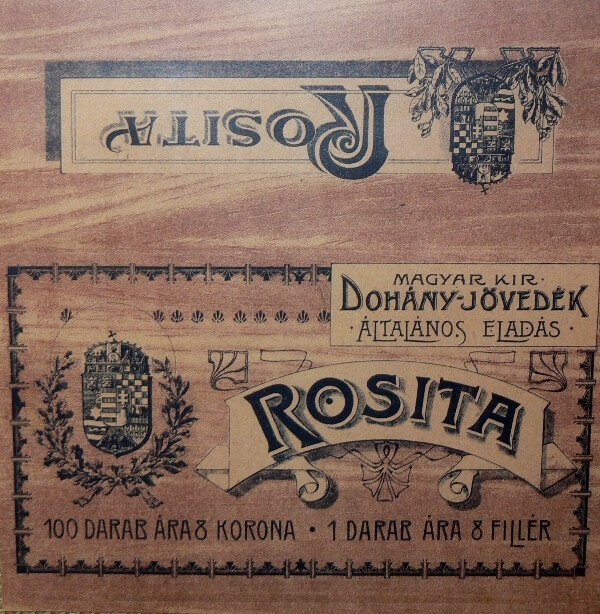 ROSITA
MAGYAR KIR·
DOHÁNY-JÖVEDÉK
·ÁLTALÁNOS ELADÁS·
ROSITA
100 DARAB ÁRA 8 KORONA • 1 DARAB ÁRA 8 FILLÉR